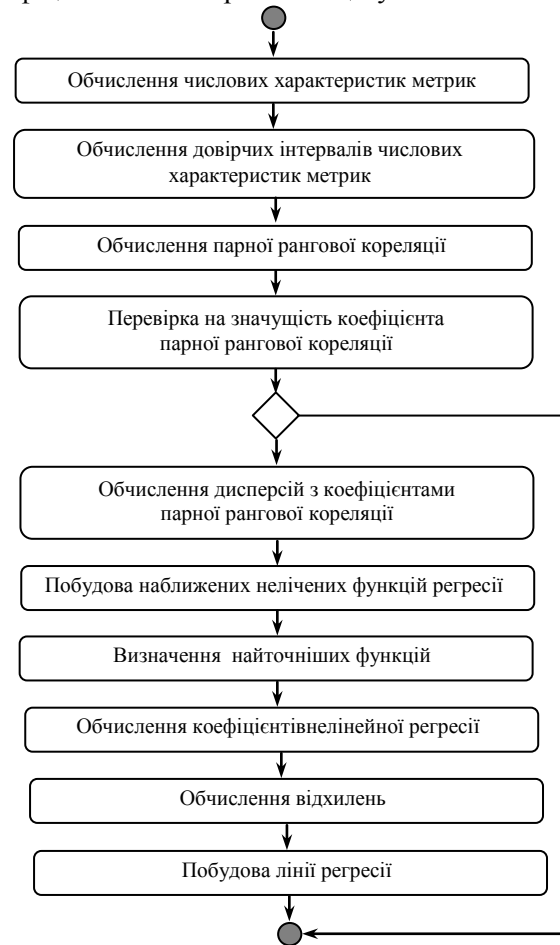 Обчислення числових характеристик метрик
Обчислення довірчих інтервалів числових
характеристик метрик
Обчислення парної рангової кореляції
Перевірка на значущість коефіцієнта
парної рангової кореляції
Обчислення дисперсій з коефіцієнтами
парної рангової кореляції
Побудова наближених нелічених функцій регресії
Визначення найточніших функцій
Обчислення коефіцієнтівнелінейної регресії
Обчислення відхилень
Побудова лінії регресії